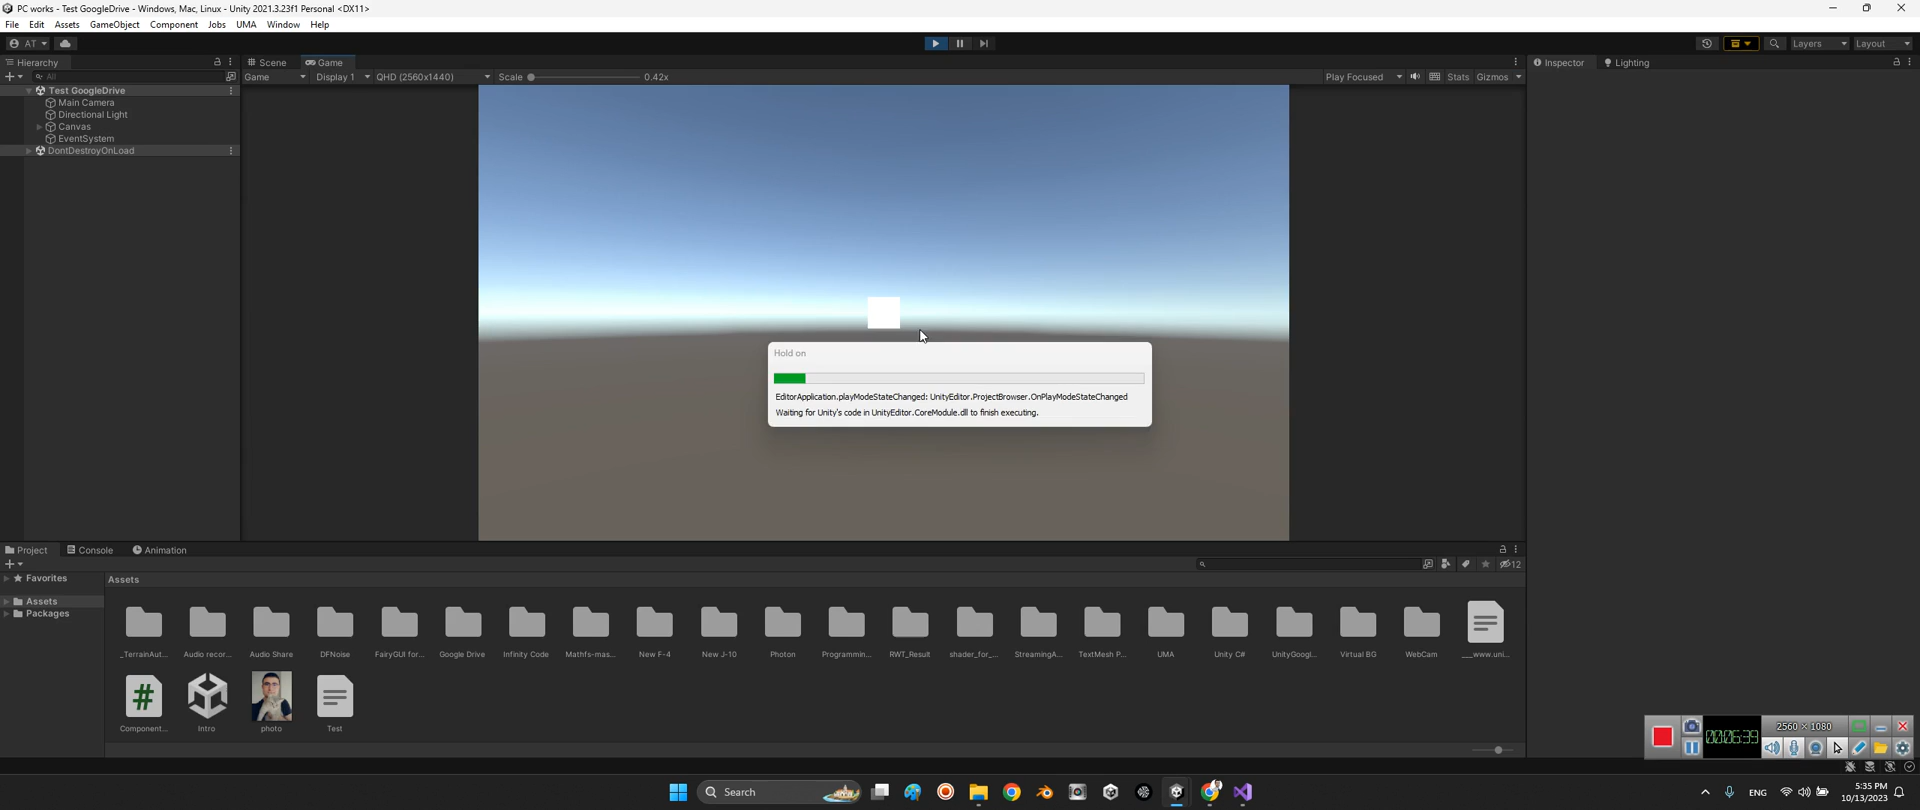 PC works - Test GoogleDrive - Windows, Mac, Linux - Unity 2021.3.23f1 Personal <DX11>
File Edit Assets GameObject Component Jobs UMA Window Help
AT Layers Layout
Hierarchy Scene Game Inspector Lighting
All Game Display 1 QHD (2560x1440) Scale 0.42x Play Focused Stats Gizmos
Test GoogleDrive
Main Camera
Directional Light
Canvas
EventSystem
DontDestroyOnLoad
Hold on
EditorApplication.playModeStateChanged: UnityEditor.ProjectBrowser.OnPlayModeStateChanged
Waiting for Unity's code in UnityEditor.CoreModule.dll to finish executing.
Project Console Animation
12
Favorites
Assets
Assets
Packages
_TerrainAut... Audio recor... Audio Share DFNoise FairyGUI for... Google Drive Infinity Code Mathfs-mas... New F-4 New J-10 Photon Programmin... RWT_Result shader_for_... StreamingA... TextMesh P... UMA Unity C# UnityGoogl... Virtual BG WebCam __www.uni...
Component... Intro photo Test
2560 × 1080
00:06:39
Search
ENG
5:35 PM
10/13/2023